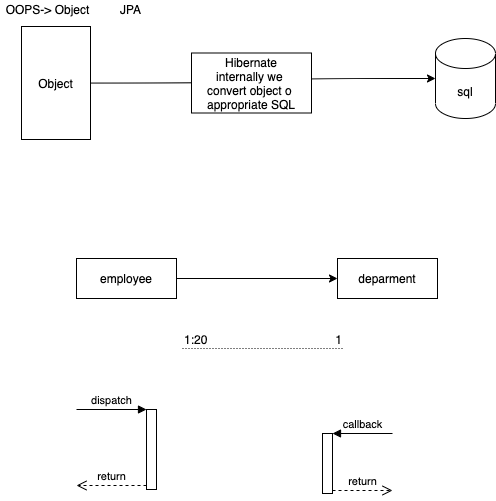 OOPS-> Object JPA
Object
Hibernate
internally we
convert object o
appropriate SQL
sql
employee
deparment
1:20 1
dispatch
return
callback
return